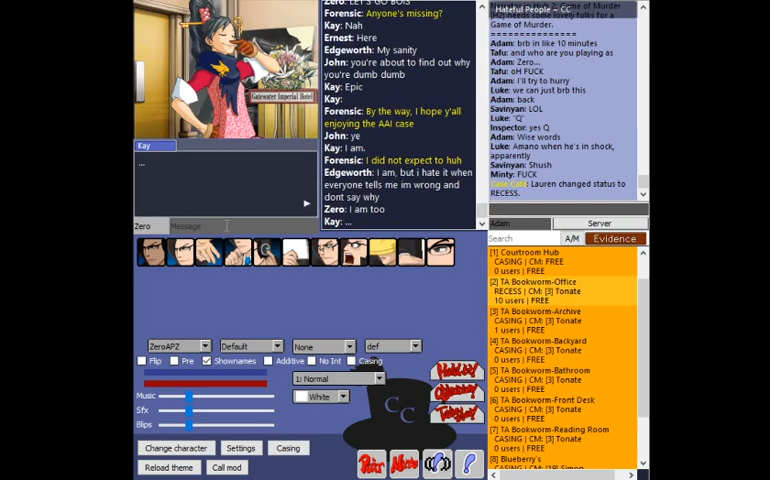 Gatewater Imperial Hotel
Kay
...
Zero
Message
Zero: LET'S GO BOIS
Forensic: Anyone's missing?
Kay: Nah
Ernest: Here
Edgeworth: My sanity
John: you're about to find out why
you're dumb dumb
Kay: Epic
Kay:
Forensic: By the way, I hope y'all
enjoying the AAI case
John: ye
Kay: I am.
Forensic: I did not expect to huh
Edgeworth: I am, but i hate it when
everyone tells me im wrong and
dont say why
Zero: I am too
Kay: ...
Hateful People ~ CC
needs some lovely folks for a
Game of Murder.
===============
Adam: brb in like 10 minutes
Tafu: and who are you playing as
Adam: Zero...
Tafu: oH FUCK
Adam: I'll try to hurry
Luke: we can just brb this
Adam: back
Savinyan: LOL
Luke: 'Q'
Inspector: yes Q
Adam: Wise words
Luke: Amano when he's in shock,
apparently
Savinyan: Shush
Minty: FUCK
Case Café: Lauren changed status to
RECESS.
Adam
Server
Search
A/M
Evidence
[1] Courtroom Hub
CASING | CM: FREE
0 users | FREE
[2] TA Bookworm-Office
RECESS | CM: [3] Tonate
10 users | FREE
[3] TA Bookworm-Archive
CASING | CM: [3] Tonate
1 users | FREE
[4] TA Bookworm-Backyard
CASING | CM: [3] Tonate
0 users | FREE
[5] TA Bookworm-Bathroom
CASING | CM: [3] Tonate
0 users | FREE
[6] TA Bookworm-Front Desk
CASING | CM: [3] Tonate
0 users | FREE
[7] TA Bookworm-Reading Room
CASING | CM: [3] Tonate
0 users | FREE
[8] Blueberry's
ZeroAPZ
Default
None
def
Flip
Pre
Shownames
Additive
No Int
Casing
1: Normal
White
Music
Sfx
Blips
Hold it!
Objection!
Take that!
CC
Change character
Settings
Casing
Reload theme
Call mod
Pair
Mute